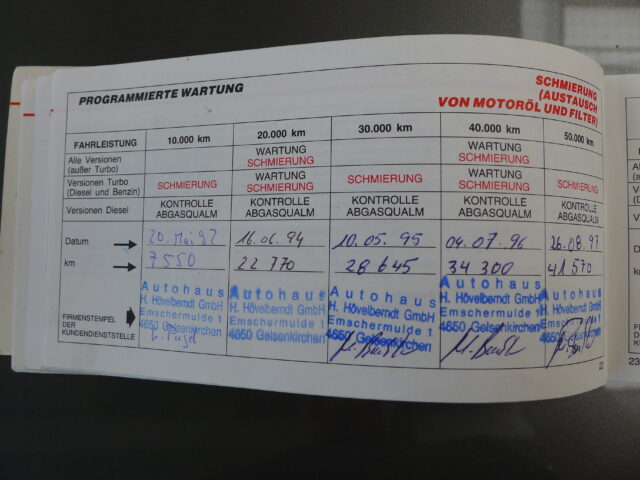 PROGRAMMIERTE WARTUNG
SCHMIERUNG
(AUSTAUSCH
VON MOTORÖL UND FILTER)
FAHRLEISTUNG 10.000 km 20.000 km 30.000 km 40.000 km 50.000 km
Alle Versionen
(außer Turbo)
WARTUNG
SCHMIERUNG
WARTUNG
SCHMIERUNG
Versionen Turbo
(Diesel und Benzin)
SCHMIERUNG
WARTUNG
SCHMIERUNG
SCHMIERUNG
WARTUNG
SCHMIERUNG
SCHMIERUNG
Versionen Diesel
KONTROLLE
ABGASQUALM
KONTROLLE
ABGASQUALM
KONTROLLE
ABGASQUALM
KONTROLLE
ABGASQUALM
KONTROLLE
ABGASQUALM
Datum 20. Mai 92 16.06.94 10.05.95 04.07.96 26.08.97
km 7550 22 770 28 645 34 300 41 570
FIRMENSTEMPEL
DER
KUNDENDIENSTSTELLE
Autohaus
H. Hövelberndt GmbH
Emschermulde 1
4650 Gelsenkirchen
Autohaus
H. Hövelberndt GmbH
Emschermulde 1
4650 Gelsenkirchen
Autohaus
H. Hövelberndt GmbH
Emschermulde 1
4650 Gelsenkirchen
Autohaus
H. Hövelberndt GmbH
Emschermulde 1
4650 Gelsenkirchen
Autohaus
H. Hövelberndt GmbH
Emschermulde 1
4650 Gelsenkirchen
23